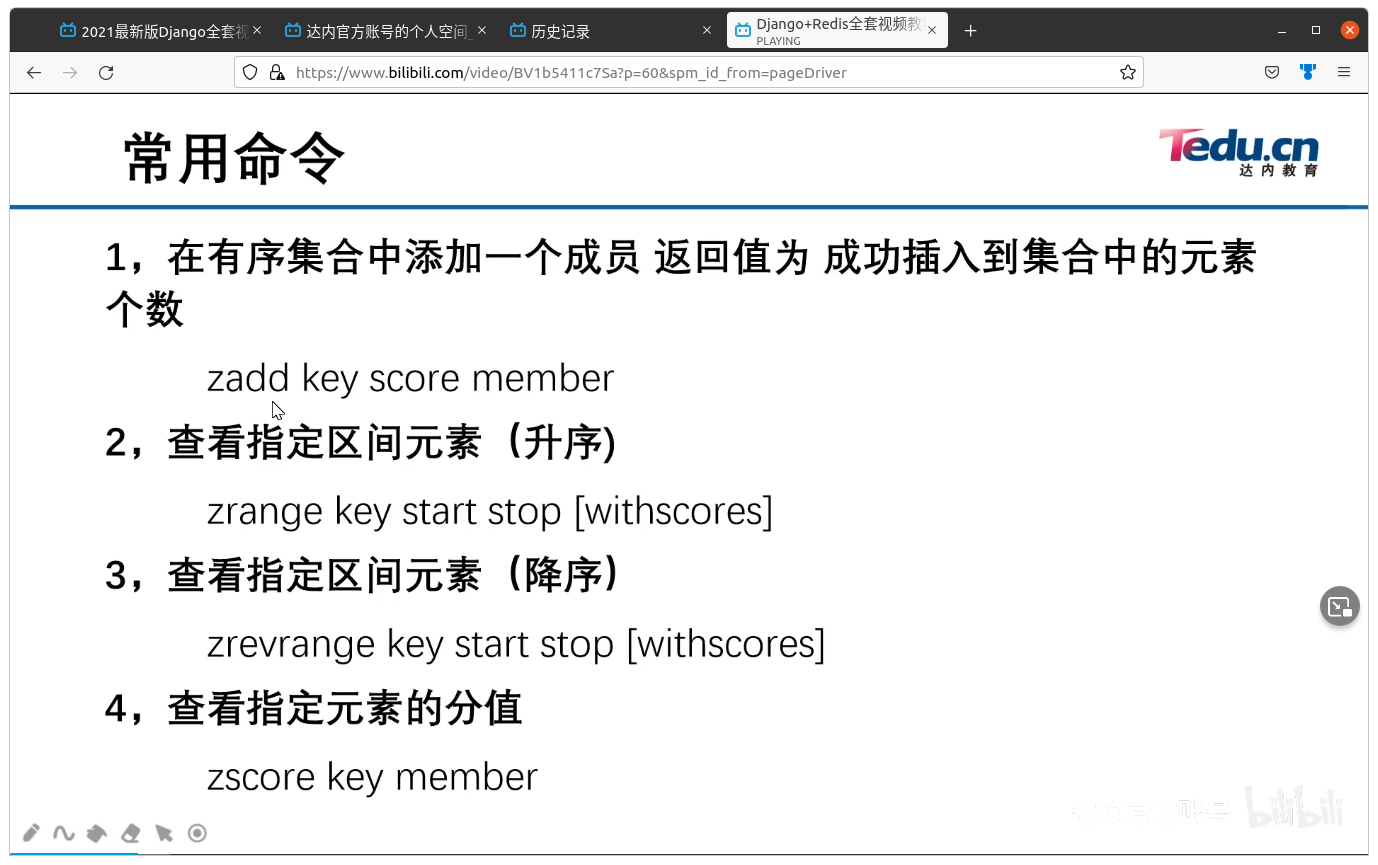 2021最新版Django全套视
达内官方账号的个人空间_
历史记录
Django+Redis全套视频教
PLAYING
https://www.bilibili.com/video/BV1b5411c7Sa?p=60&spm_id_from=pageDriver
常用命令
Tedu.cn
达内教育
1，在有序集合中添加一个成员 返回值为 成功插入到集合中的元素
个数
zadd key score member
2，查看指定区间元素（升序)
zrange key start stop [withscores]
3，查看指定区间元素（降序）
zrevrange key start stop [withscores]
4，查看指定元素的分值
zscore key member
bilibili